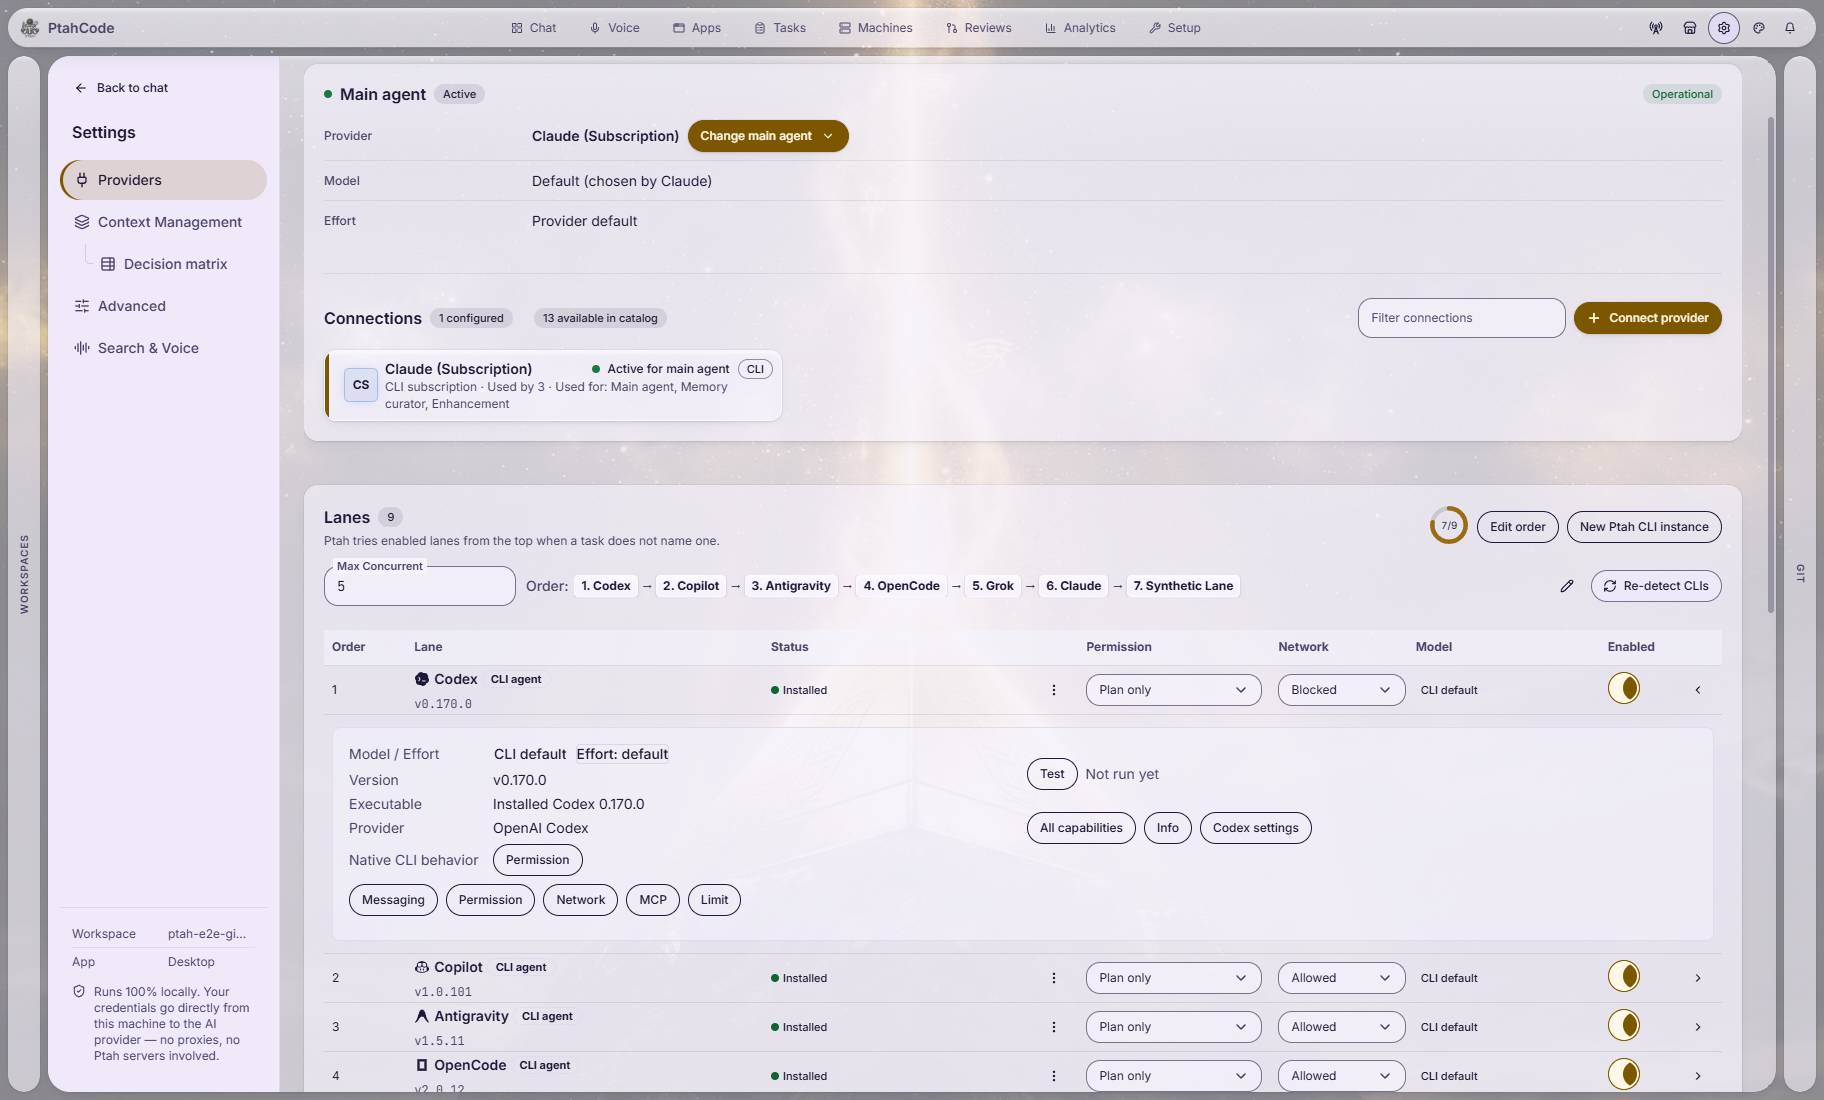 PtahCode
Chat
Voice
Apps
Tasks
Machines
Reviews
Analytics
Setup
WORKSPACES
Back to chat
Settings
Providers
Context Management
Decision matrix
Advanced
Search & Voice
Workspace ptah-e2e-gi...
App Desktop
Runs 100% locally. Your
credentials go directly from
this machine to the AI
provider — no proxies, no
Ptah servers involved.
Main agent Active Operational
Provider Claude (Subscription) Change main agent
Model Default (chosen by Claude)
Effort Provider default
Connections 1 configured 13 available in catalog Filter connections Connect provider
CS
Claude (Subscription) Active for main agent CLI
CLI subscription · Used by 3 · Used for: Main agent, Memory
curator, Enhancement
Lanes 9
Ptah tries enabled lanes from the top when a task does not name one.
7/9 Edit order New Ptah CLI instance
Max Concurrent
5
Order: 1. Codex → 2. Copilot → 3. Antigravity → 4. OpenCode → 5. Grok → 6. Claude → 7. Synthetic Lane
Re-detect CLIs
Order Lane Status Permission Network Model Enabled
1 Codex CLI agent Installed Plan only Blocked CLI default
v0.170.0
Model / Effort CLI default Effort: default
Version v0.170.0
Executable Installed Codex 0.170.0
Provider OpenAI Codex
Native CLI behavior Permission
Messaging Permission Network MCP Limit
Test Not run yet
All capabilities Info Codex settings
2 Copilot CLI agent Installed Plan only Allowed CLI default
v1.0.101
3 Antigravity CLI agent Installed Plan only Allowed CLI default
v1.5.11
4 OpenCode CLI agent Installed Plan only Allowed CLI default
v2.0.12
GIT